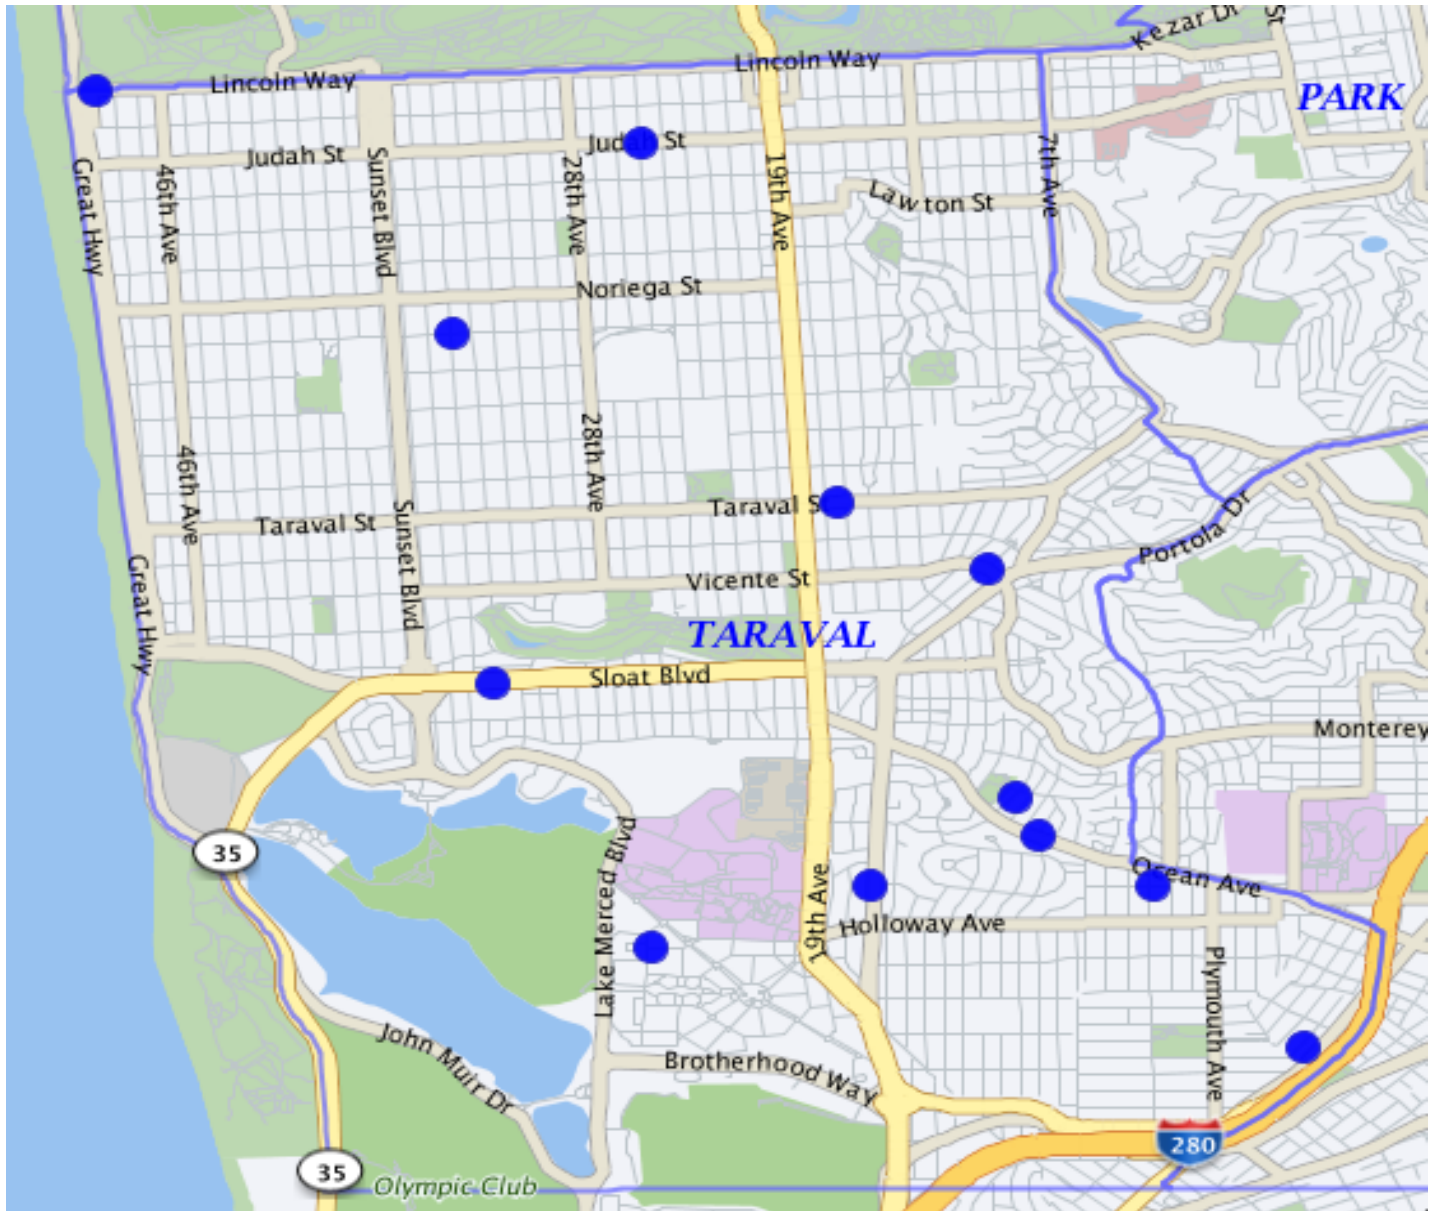 Kezar Dr
St
Lincoln Way
Lincoln Way
PARK
Judah St
Judah St
Great Hwy
46th Ave
Sunset Blvd
28th Ave
19th Ave
7th Ave
Lawton St
Noriega St
46th Ave
28th Ave
Taraval St
Taraval S
Sunset Blvd
Portola Dr
Great Hwy
Vicente St
TARAVAL
Sloat Blvd
Monterey
35
Lake Merced Blvd
19th Ave
Ocean Ave
Holloway Ave
Plymouth Ave
John Muir Dr
Brotherhood Way
280
35
Olympic Club